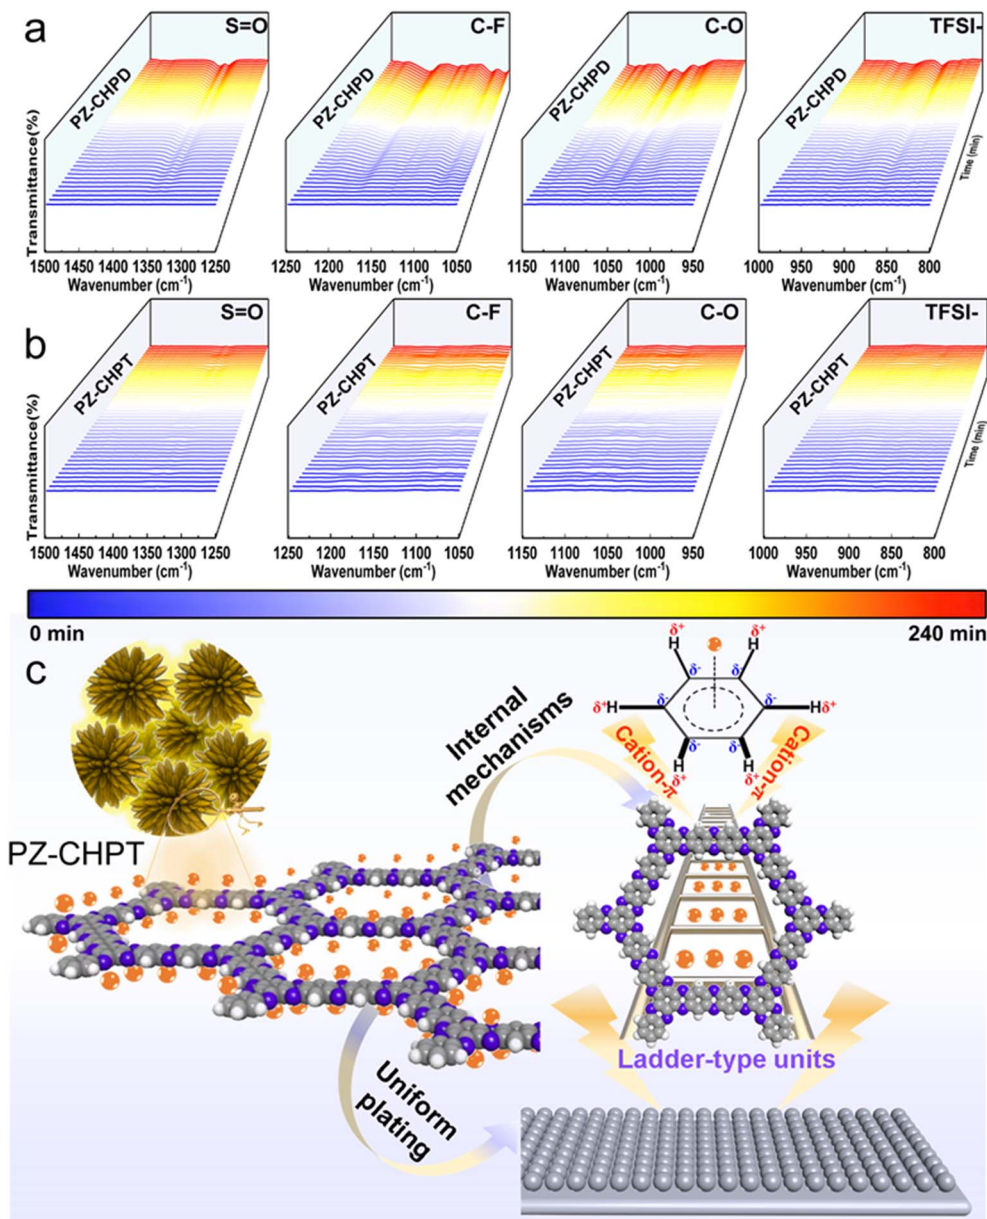 a
S=O
C-F
C-O
TFSI-
PZ-CHPD
PZ-CHPD
PZ-CHPD
PZ-CHPD
Transmittance(%)
Time (min)
1500 1450 1400 1350 1300 1250
1250 1200 1150 1100 1050
1150 1100 1050 1000 950
1000 950 900 850 800
Wavenumber (cm⁻¹)
Wavenumber (cm⁻¹)
Wavenumber (cm⁻¹)
Wavenumber (cm⁻¹)
b
S=O
C-F
C-O
TFSI-
PZ-CHPT
PZ-CHPT
PZ-CHPT
PZ-CHPT
Transmittance(%)
Time (min)
1500 1450 1400 1350 1300 1250
1250 1200 1150 1100 1050
1150 1100 1050 1000 950
1000 950 900 850 800
Wavenumber (cm⁻¹)
Wavenumber (cm⁻¹)
Wavenumber (cm⁻¹)
Wavenumber (cm⁻¹)
0 min
240 min
c
PZ-CHPT
Internal
mechanisms
δ⁺ δ⁺
H H
δ⁻ δ⁻
δ⁺H δ⁻ δ⁻ Hδ⁺
δ⁻ δ⁻
H H
δ⁺ δ⁺
Cation-π
Cation-π
Ladder-type units
Uniform
plating